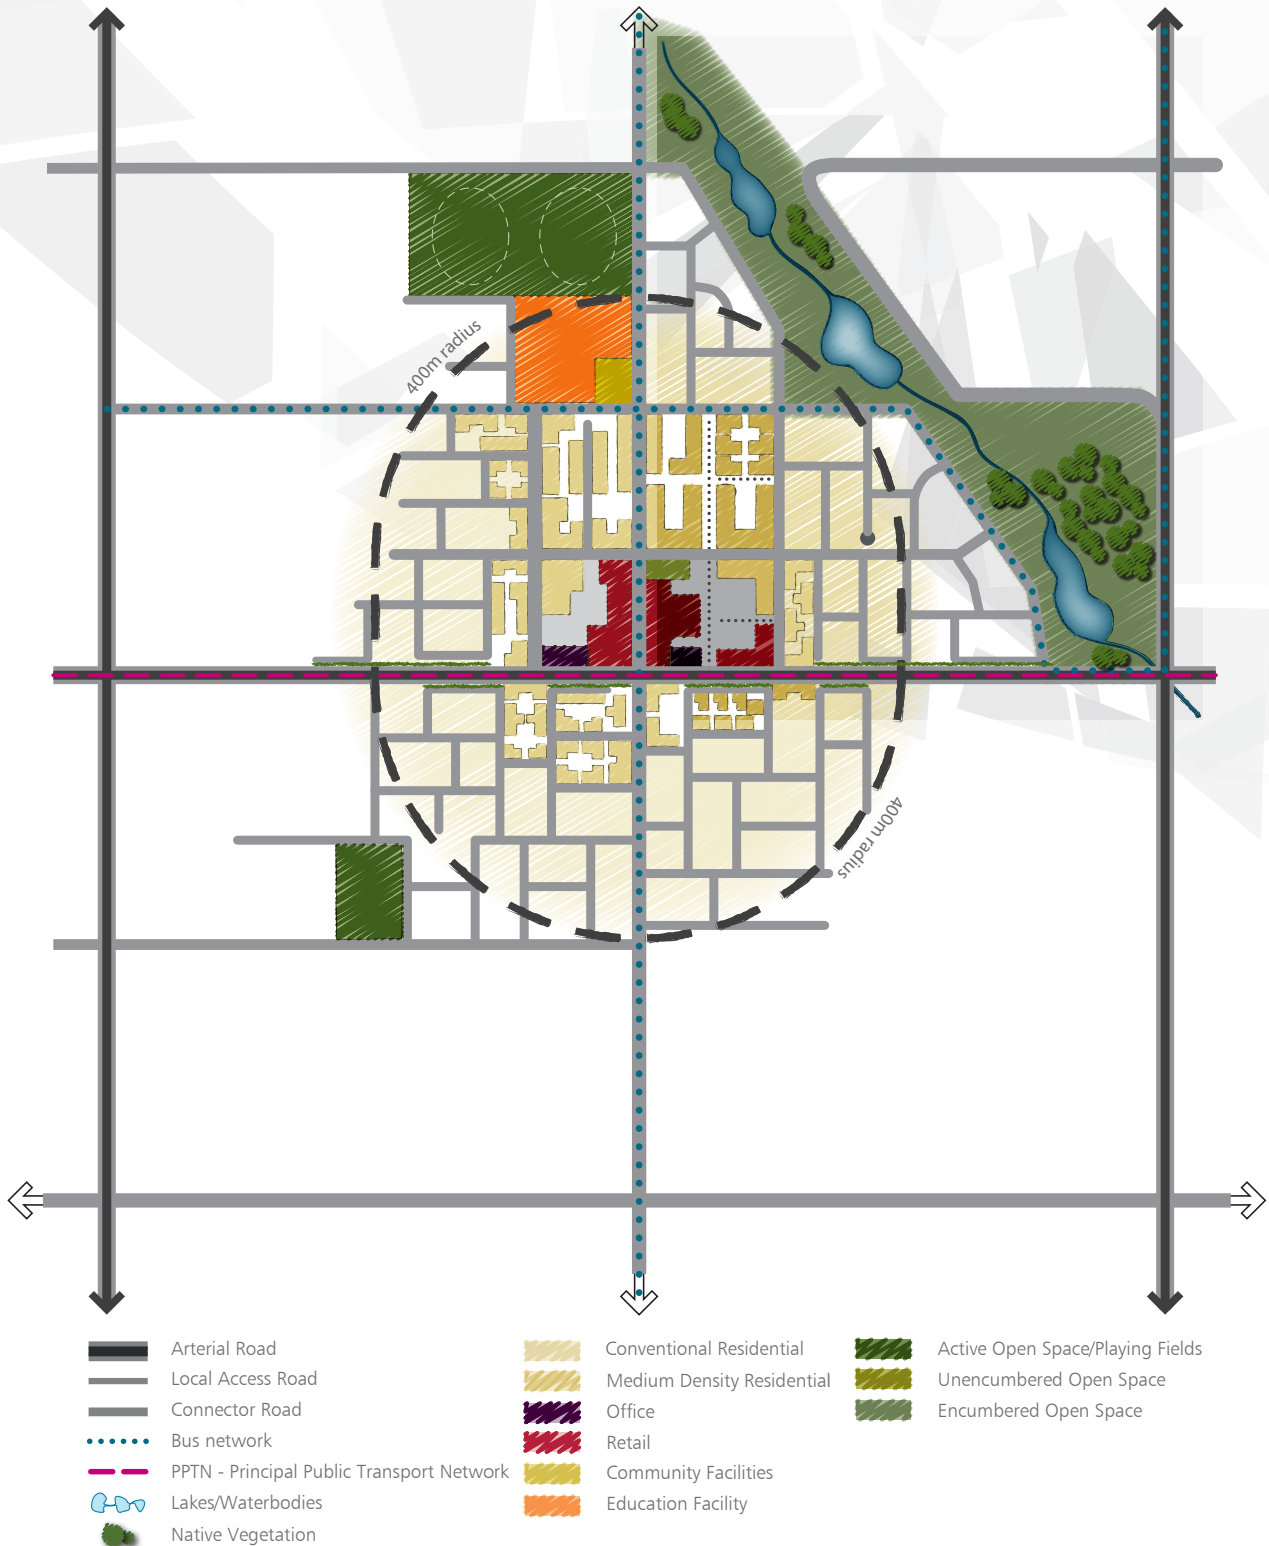 400m radius
400m radius
Arterial Road
Local Access Road
Connector Road
Bus network
PPTN - Principal Public Transport Network
Lakes/Waterbodies
Native Vegetation
Conventional Residential
Medium Density Residential
Office
Retail
Community Facilities
Education Facility
Active Open Space/Playing Fields
Unencumbered Open Space
Encumbered Open Space